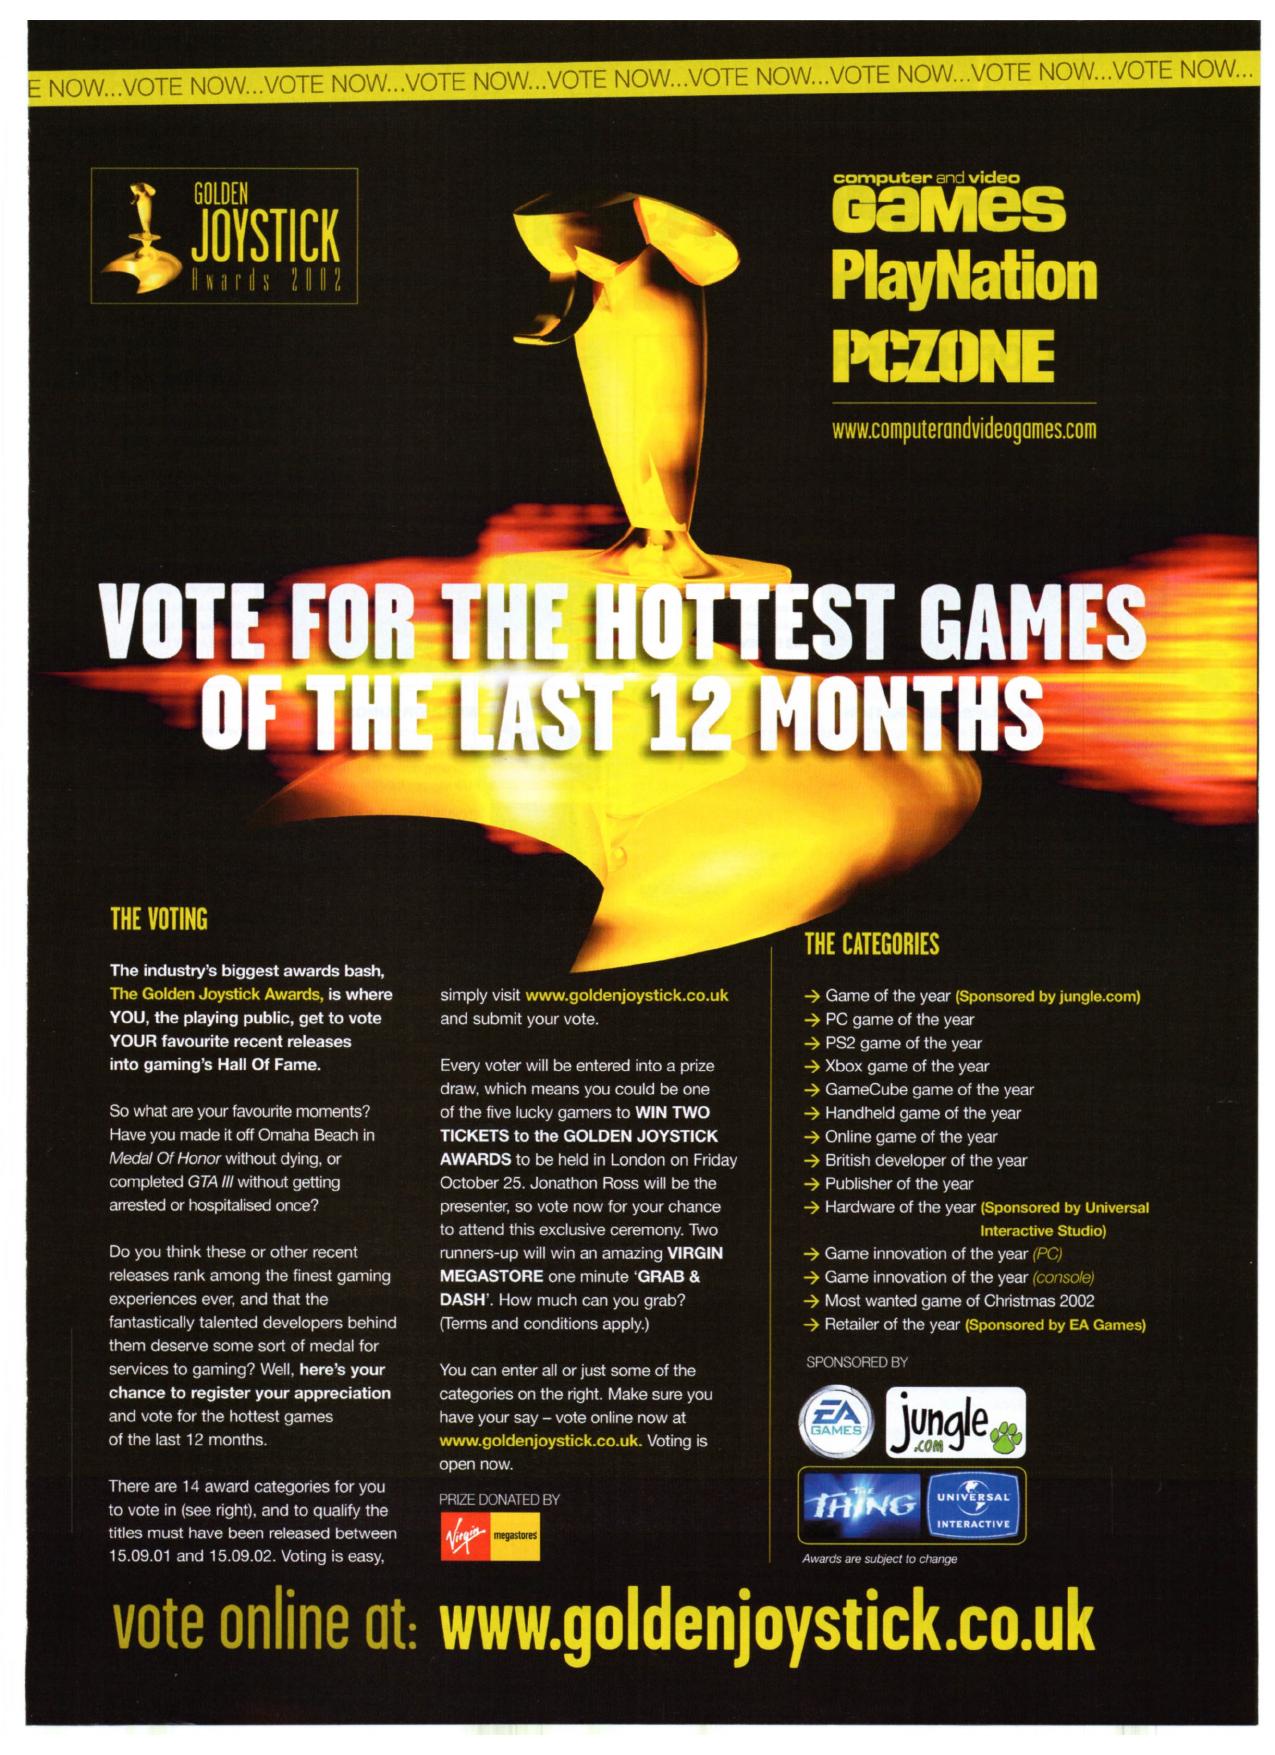 E NOW...VOTE NOW...VOTE NOW...VOTE NOW...VOTE NOW...VOTE NOW...VOTE NOW...VOTE NOW...VOTE NOW...
GOLDEN
JOYSTICK
Awards 2002
computer and video
GaMes
PlayNation
PCZONE
www.computerandvideogames.com
VOTE FOR THE HOTTEST GAMES
OF THE LAST 12 MONTHS
THE VOTING
The industry's biggest awards bash,
The Golden Joystick Awards, is where
YOU, the playing public, get to vote
YOUR favourite recent releases
into gaming's Hall Of Fame.
So what are your favourite moments?
Have you made it off Omaha Beach in
Medal Of Honor without dying, or
completed GTA III without getting
arrested or hospitalised once?
Do you think these or other recent
releases rank among the finest gaming
experiences ever, and that the
fantastically talented developers behind
them deserve some sort of medal for
services to gaming? Well, here's your
chance to register your appreciation
and vote for the hottest games
of the last 12 months.
There are 14 award categories for you
to vote in (see right), and to qualify the
titles must have been released between
15.09.01 and 15.09.02. Voting is easy,
simply visit www.goldenjoystick.co.uk
and submit your vote.
Every voter will be entered into a prize
draw, which means you could be one
of the five lucky gamers to WIN TWO
TICKETS to the GOLDEN JOYSTICK
AWARDS to be held in London on Friday
October 25. Jonathon Ross will be the
presenter, so vote now for your chance
to attend this exclusive ceremony. Two
runners-up will win an amazing VIRGIN
MEGASTORE one minute 'GRAB &
DASH'. How much can you grab?
(Terms and conditions apply.)
You can enter all or just some of the
categories on the right. Make sure you
have your say – vote online now at
www.goldenjoystick.co.uk. Voting is
open now.
PRIZE DONATED BY
Virgin megastores
THE CATEGORIES
→ Game of the year (Sponsored by jungle.com)
→ PC game of the year
→ PS2 game of the year
→ Xbox game of the year
→ GameCube game of the year
→ Handheld game of the year
→ Online game of the year
→ British developer of the year
→ Publisher of the year
→ Hardware of the year (Sponsored by Universal
Interactive Studio)
→ Game innovation of the year (PC)
→ Game innovation of the year (console)
→ Most wanted game of Christmas 2002
→ Retailer of the year (Sponsored by EA Games)
SPONSORED BY
EA
GAMES
jungle
.COM
THE
THING
UNIVERSAL
INTERACTIVE
Awards are subject to change
vote online at: www.goldenjoystick.co.uk